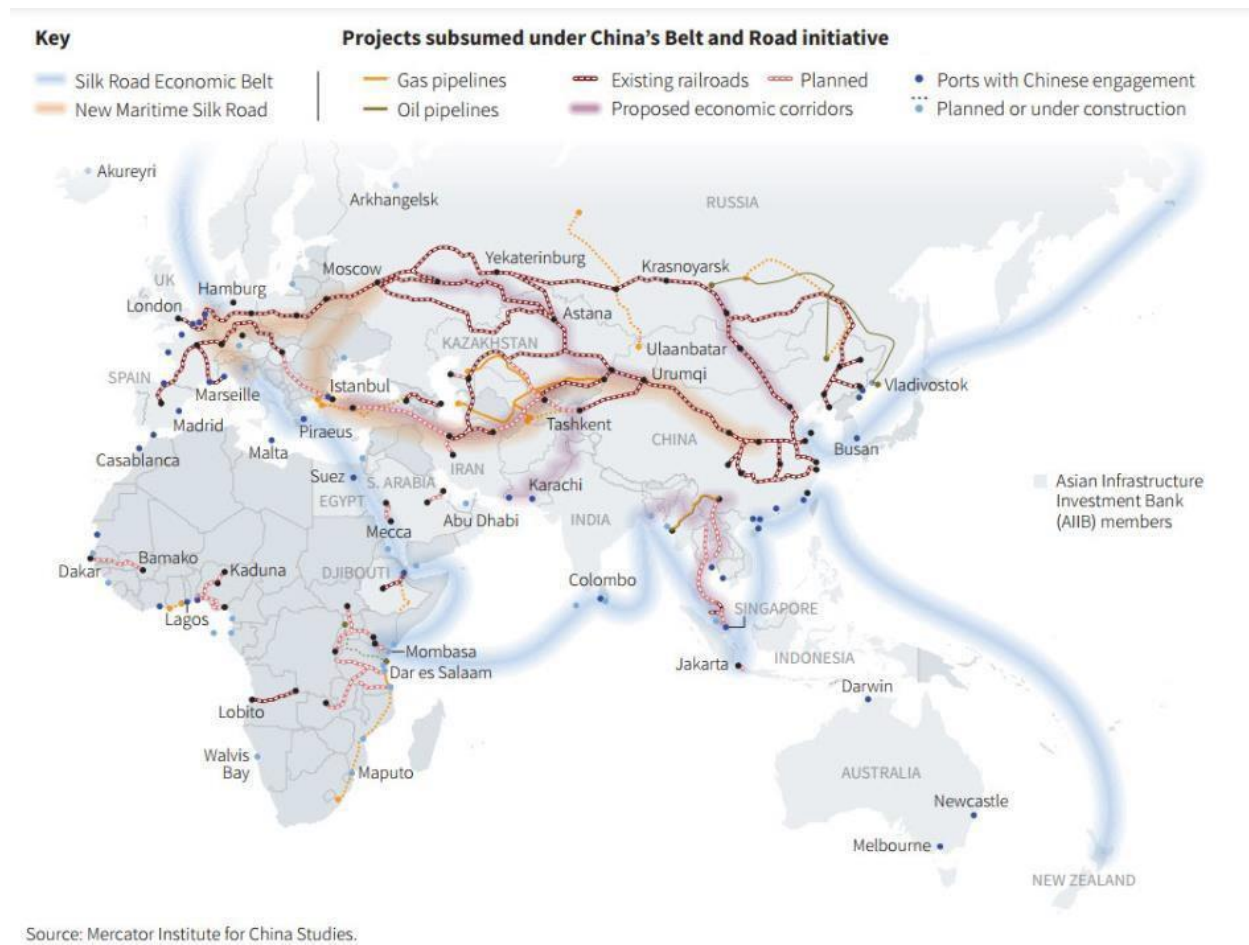 Key
Projects subsumed under China's Belt and Road initiative
Silk Road Economic Belt
New Maritime Silk Road
Gas pipelines
Oil pipelines
Existing railroads
Planned
Proposed economic corridors
Ports with Chinese engagement
Planned or under construction
Akureyri
Arkhangelsk
RUSSIA
Moscow
Yekaterinburg
Krasnoyarsk
UK
Hamburg
London
Astana
KAZAKHSTAN
Ulaanbatar
Urumqi
SPAIN
Istanbul
Vladivostok
Marseille
Madrid
Piraeus
Tashkent
CHINA
Busan
Casablanca
Malta
IRAN
Suez
S. ARABIA
Karachi
EGYPT
Abu Dhabi
INDIA
Mecca
Asian Infrastructure
Investment Bank
(AIIB) members
Bamako
Dakar
Kaduna
DJIBOUTI
Colombo
Lagos
SINGAPORE
Mombasa
Jakarta
INDONESIA
Dar es Salaam
Darwin
Lobito
Walvis
Bay
Maputo
AUSTRALIA
Newcastle
Melbourne
NEW ZEALAND
Source: Mercator Institute for China Studies.